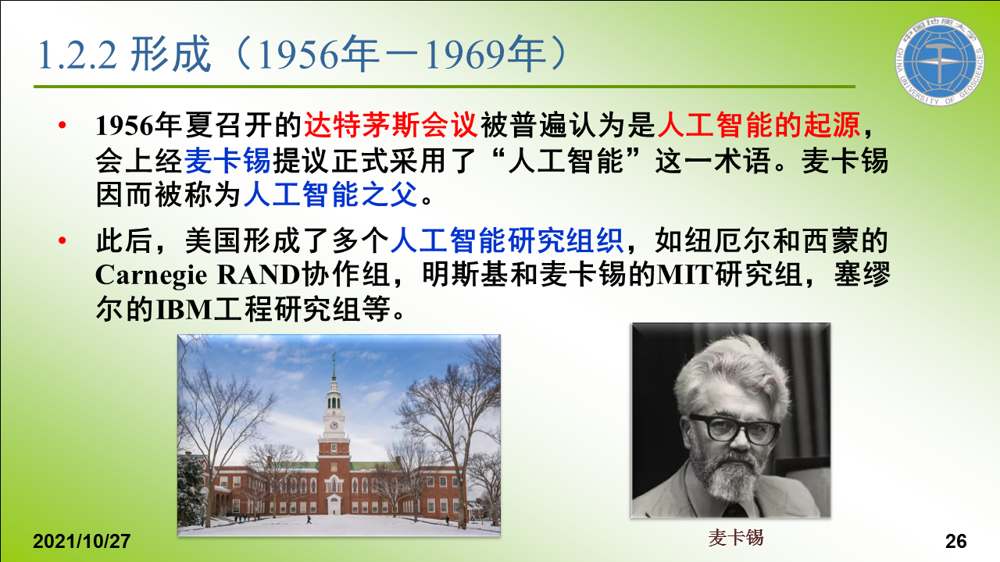 1.2.2 形成（1956年－1969年）
中国地质大学
CHINA UNIVERSITY OF GEOSCIENCES
• 1956年夏召开的达特茅斯会议被普遍认为是人工智能的起源，
会上经麦卡锡提议正式采用了“人工智能”这一术语。麦卡锡
因而被称为人工智能之父。
• 此后，美国形成了多个人工智能研究组织，如纽厄尔和西蒙的
Carnegie RAND协作组，明斯基和麦卡锡的MIT研究组，塞缪
尔的IBM工程研究组等。
麦卡锡
2021/10/27
26